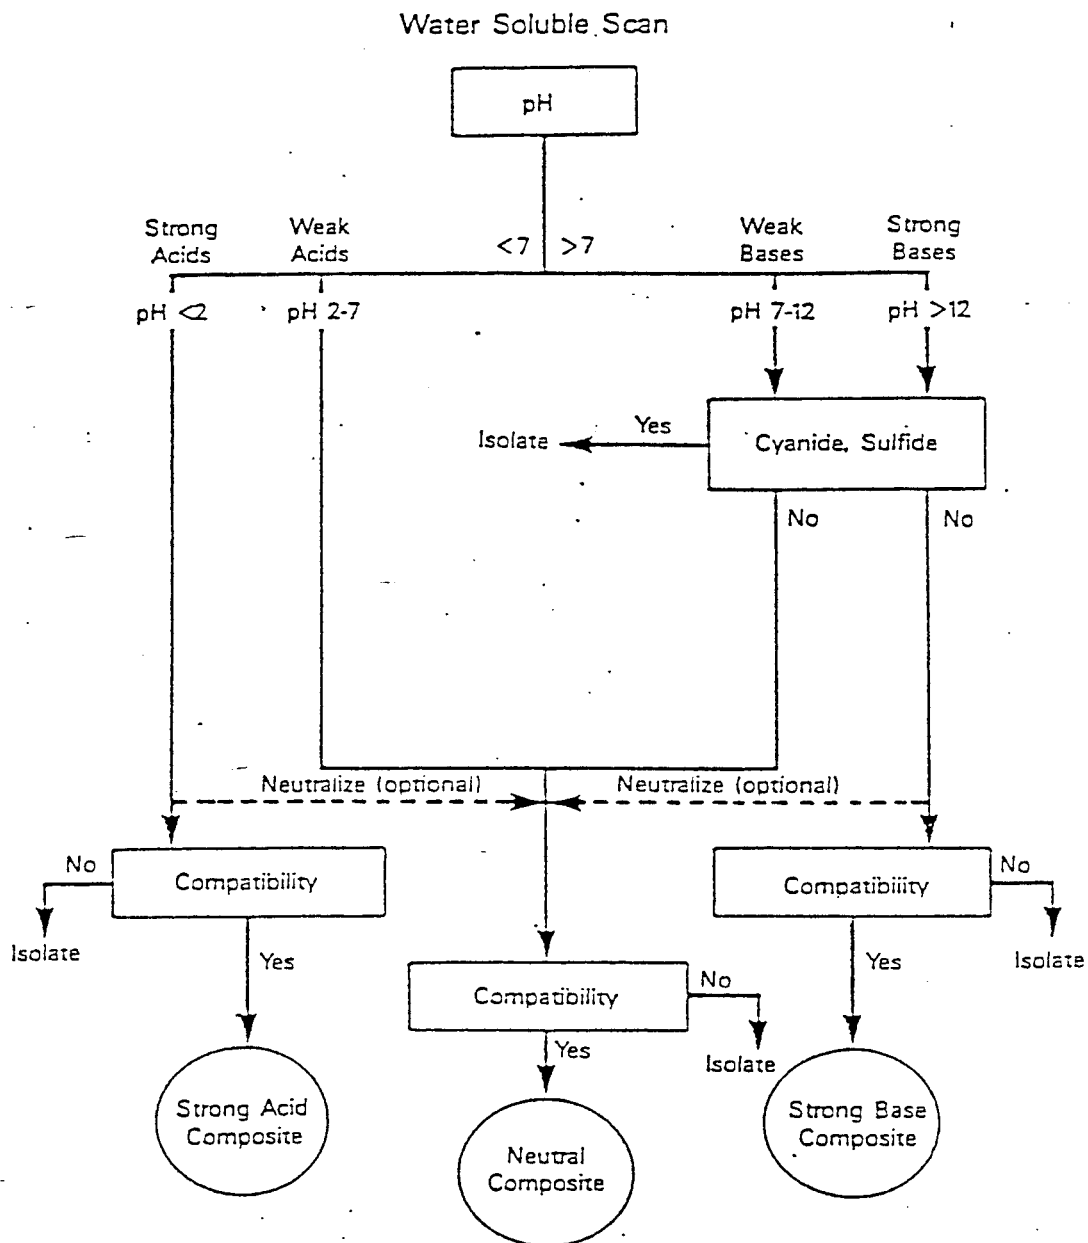 Water Soluble Scan
pH
Strong
Acids
Weak
Acids
<7
>7
Weak
Bases
Strong
Bases
pH <2
pH 2-7
pH 7-12
pH >12
Isolate
Yes
Cyanide, Sulfide
No
No
Neutralize (optional)
Neutralize (optional)
No
Compatibility
Compatibility
No
Isolate
Yes
Yes
Isolate
Compatibility
No
Yes
Isolate
Strong Acid
Composite
Strong Base
Composite
Neutral
Composite